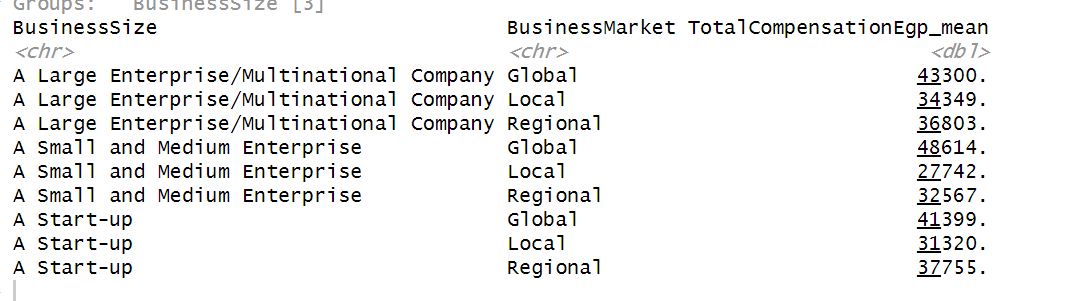 Groups:   BusinessSize [3]
BusinessSize                             BusinessMarket TotalCompensationEgp_mean
<chr>                                    <chr>                              <dbl>
A Large Enterprise/Multinational Company Global                            43300.
A Large Enterprise/Multinational Company Local                             34349.
A Large Enterprise/Multinational Company Regional                          36803.
A Small and Medium Enterprise            Global                            48614.
A Small and Medium Enterprise            Local                             27742.
A Small and Medium Enterprise            Regional                          32567.
A Start-up                               Global                            41399.
A Start-up                               Local                             31320.
A Start-up                               Regional                          37755.